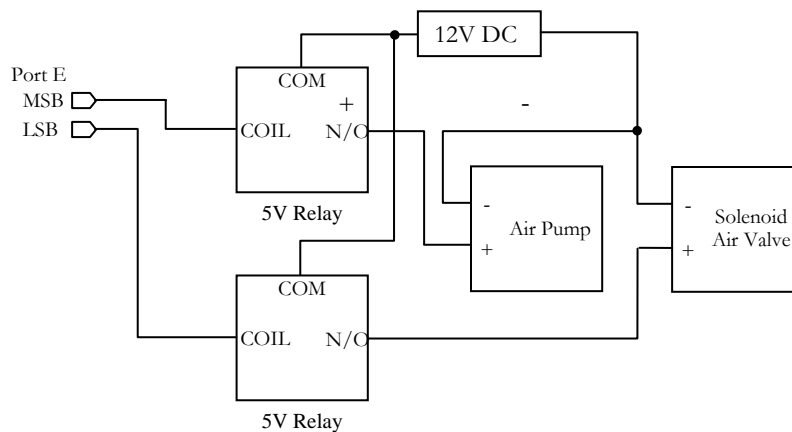 12V DC
Port E
MSB
LSB
COM
+
-
COIL
N/O
5V Relay
-
+
Air Pump
-
+
Solenoid
Air Valve
COM
COIL
N/O
5V Relay